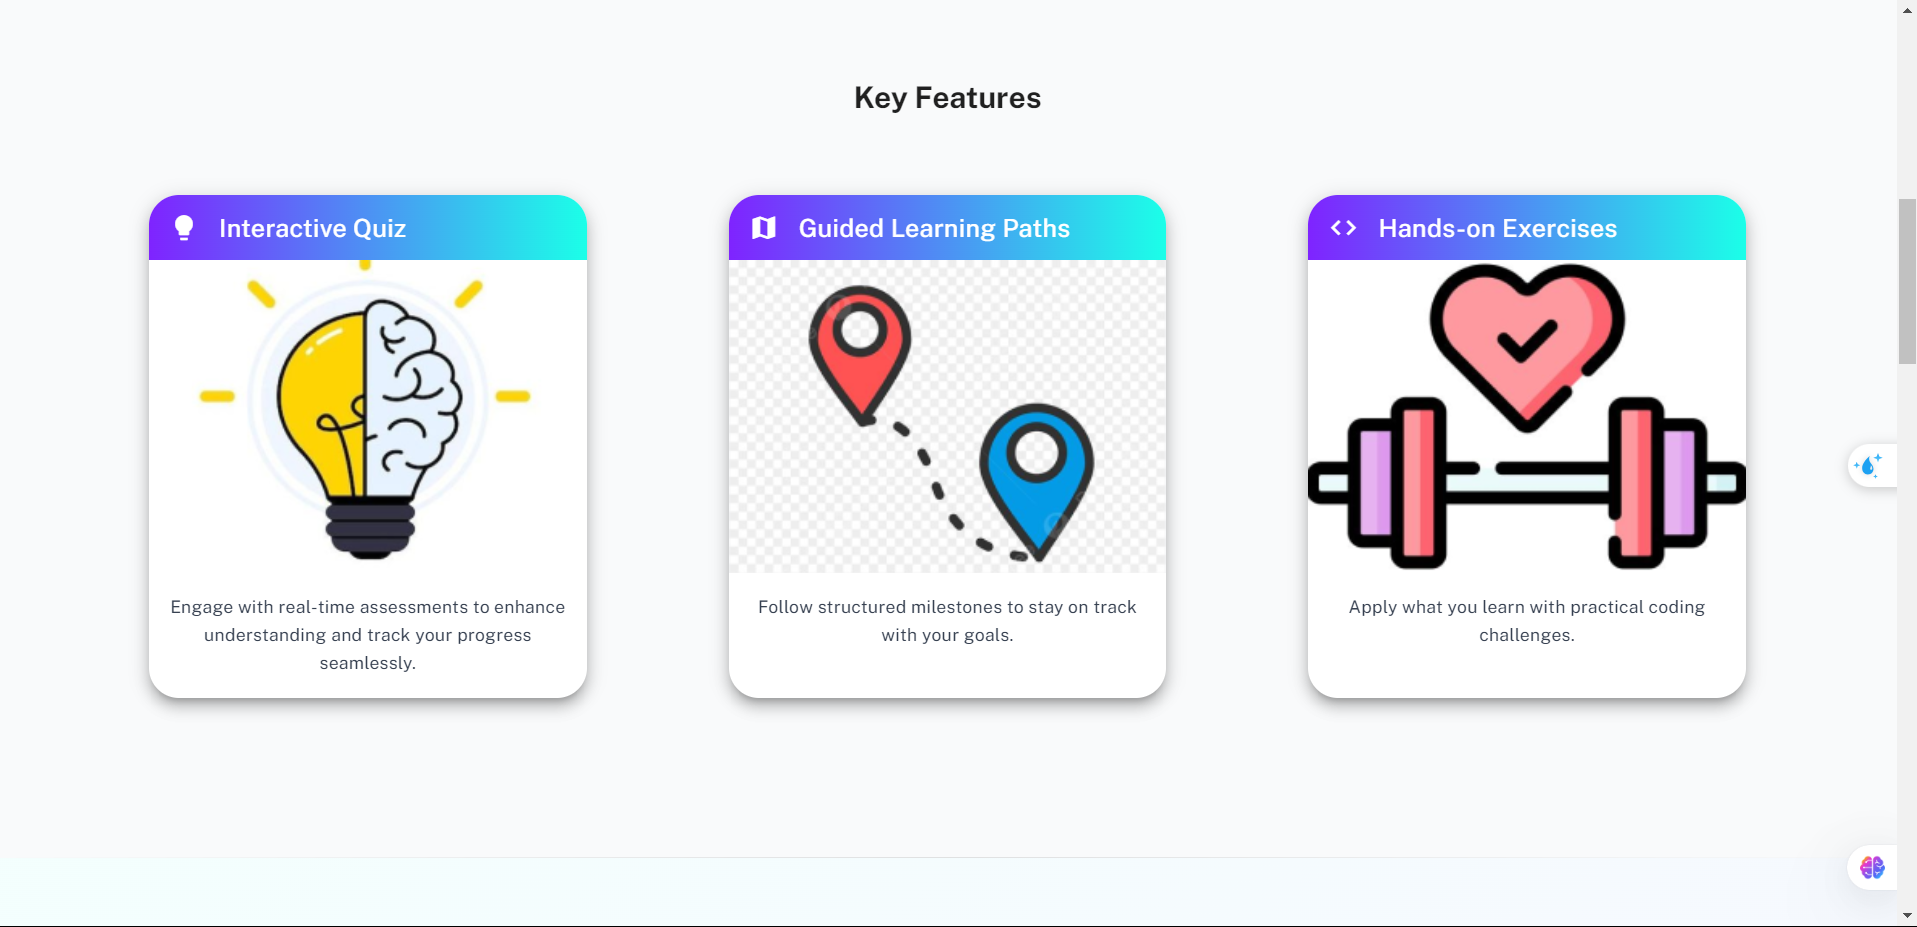 Key Features
Interactive Quiz
Engage with real-time assessments to enhance
understanding and track your progress
seamlessly.
Guided Learning Paths
Follow structured milestones to stay on track
with your goals.
Hands-on Exercises
Apply what you learn with practical coding
challenges.